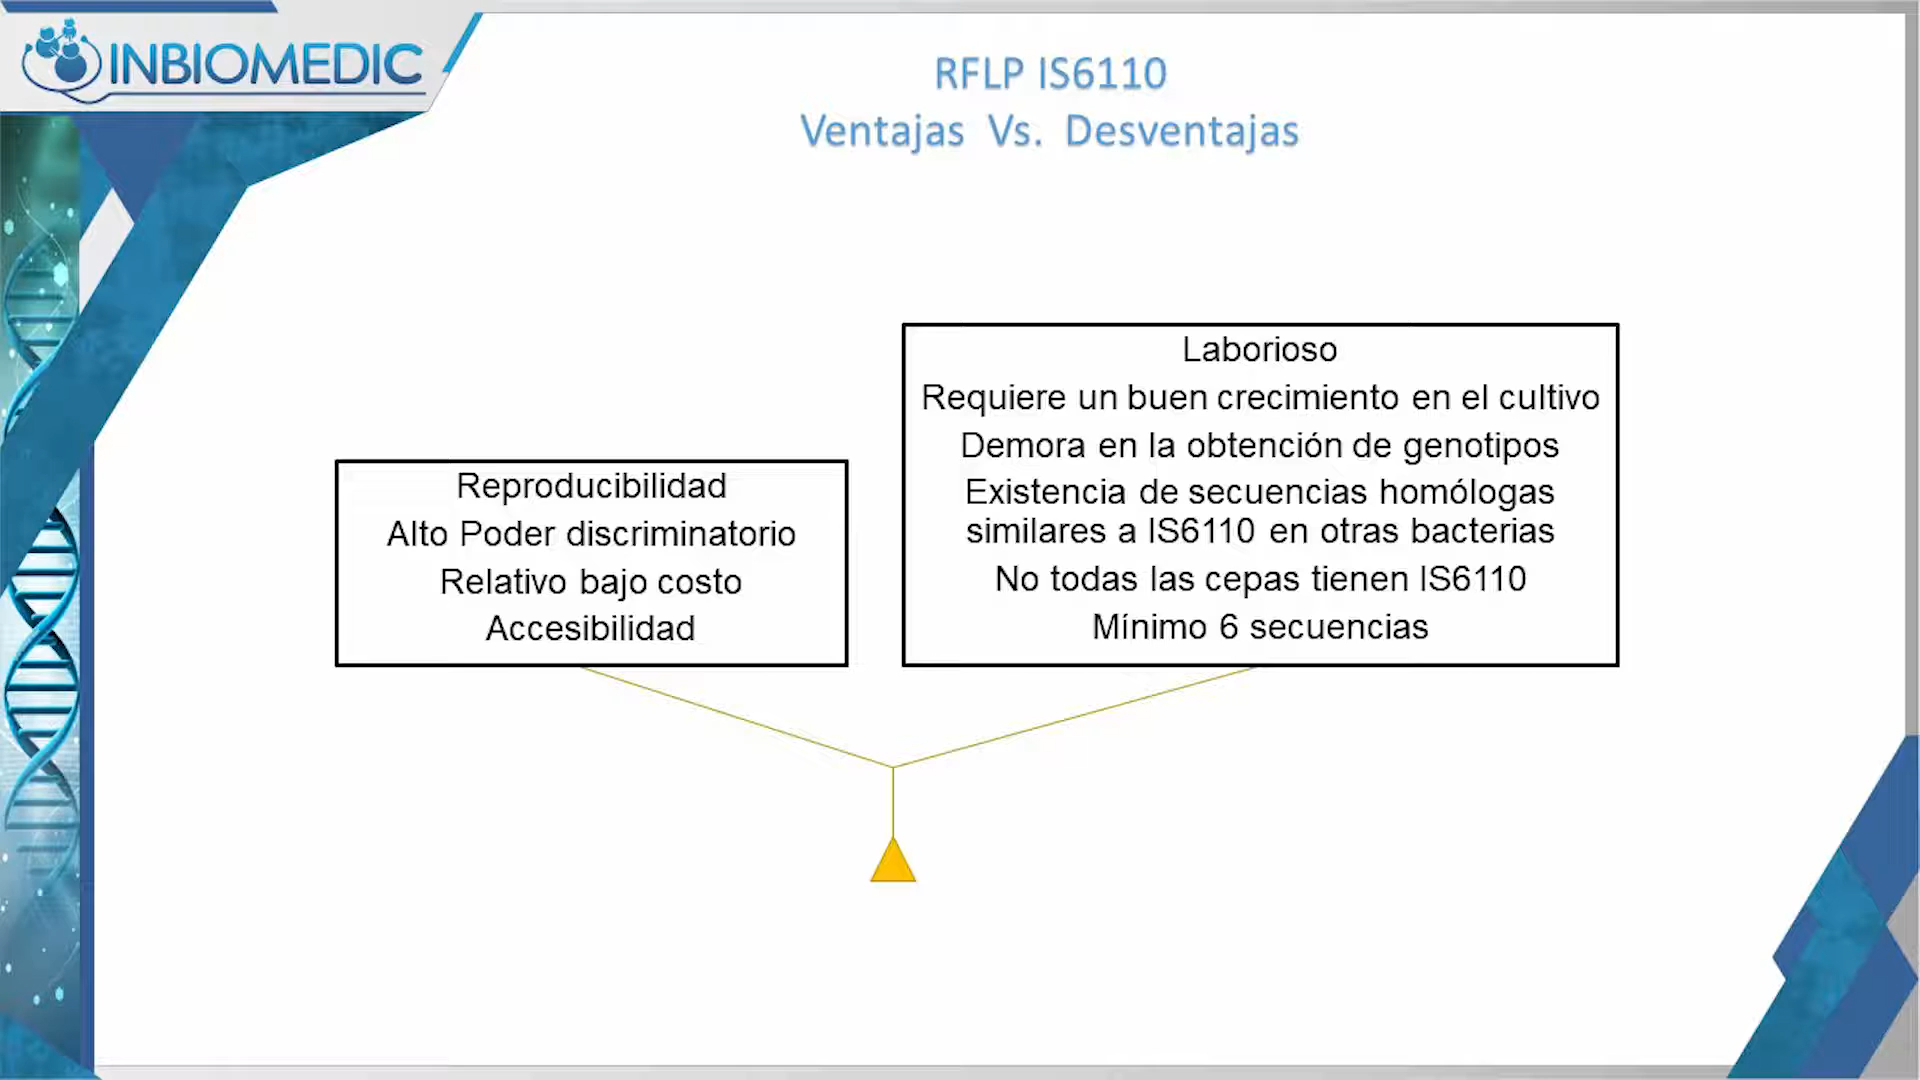 INBIOMEDIC
RFLP IS6110
Ventajas Vs. Desventajas
Reproducibilidad
Alto Poder discriminatorio
Relativo bajo costo
Accesibilidad
Laborioso
Requiere un buen crecimiento en el cultivo
Demora en la obtención de genotipos
Existencia de secuencias homólogas
similares a IS6110 en otras bacterias
No todas las cepas tienen IS6110
Mínimo 6 secuencias